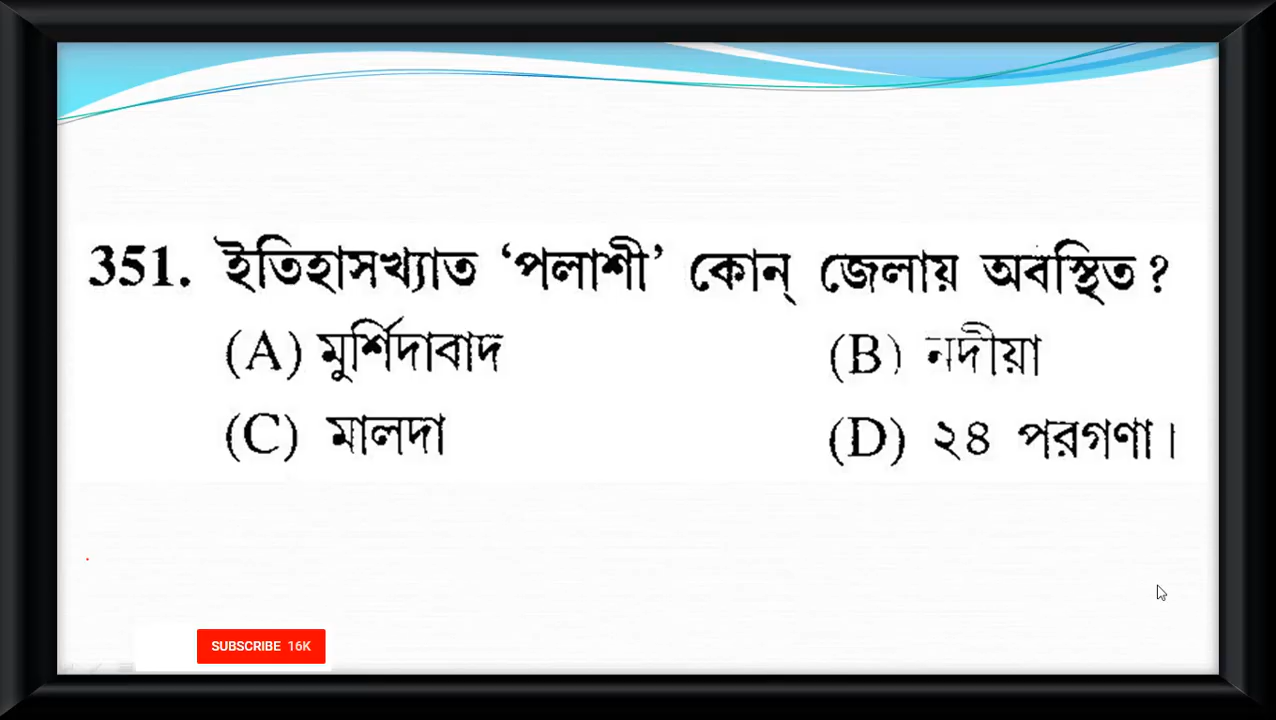 351. ইতিহাসখ্যাত ‘পলাশী’ কোন্ জেলায় অবস্থিত ?
(A) মুর্শিদাবাদ (B) নদীয়া
(C) মালদা (D) ২৪ পরগণা।
SUBSCRIBE 16K